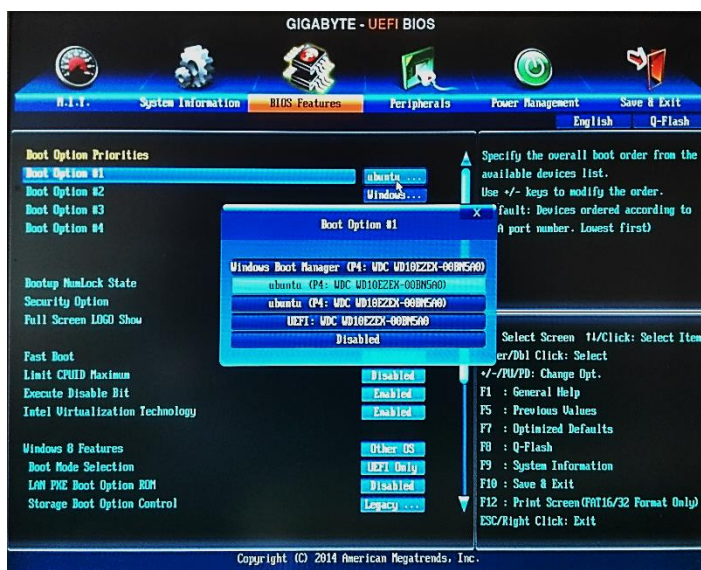 GIGABYTE - UEFI BIOS
M.I.T.
System Information
BIOS Features
Peripherals
Power Management
Save & Exit
English
Q-Flash
Boot Option Priorities
Boot Option #1
ubuntu ...
Boot Option #2
Windows...
Boot Option #3
Boot Option #4
Bootup NumLock State
Security Option
Full Screen LOGO Show
Fast Boot
Limit CPUID Maximum
Disabled
Execute Disable Bit
Enabled
Intel Virtualization Technology
Enabled
Windows 8 Features
Other OS
Boot Mode Selection
UEFI Only
LAN PXE Boot Option ROM
Disabled
Storage Boot Option Control
Legacy ...
Boot Option #1
X
Windows Boot Manager (P4: WDC WD10EZEX-00BN5A0)
ubuntu (P4: WDC WD10EZEX-00BN5A0)
ubuntu (P4: WDC WD10EZEX-00BN5A0)
UEFI: WDC WD10EZEX-00BN5A0
Disabled
Specify the overall boot order from the
available devices list.
Use +/- keys to modify the order.
fault: Devices ordered according to
A port number. Lowest first)
Select Screen ↑↓/Click: Select Item
er/Dbl Click: Select
+/-/PU/PD: Change Opt.
F1 : General Help
F5 : Previous Values
F7 : Optimized Defaults
F8 : Q-Flash
F9 : System Information
F10 : Save & Exit
F12 : Print Screen(FAT16/32 Format Only)
ESC/Right Click: Exit
Copyright (C) 2014 American Megatrends, Inc.